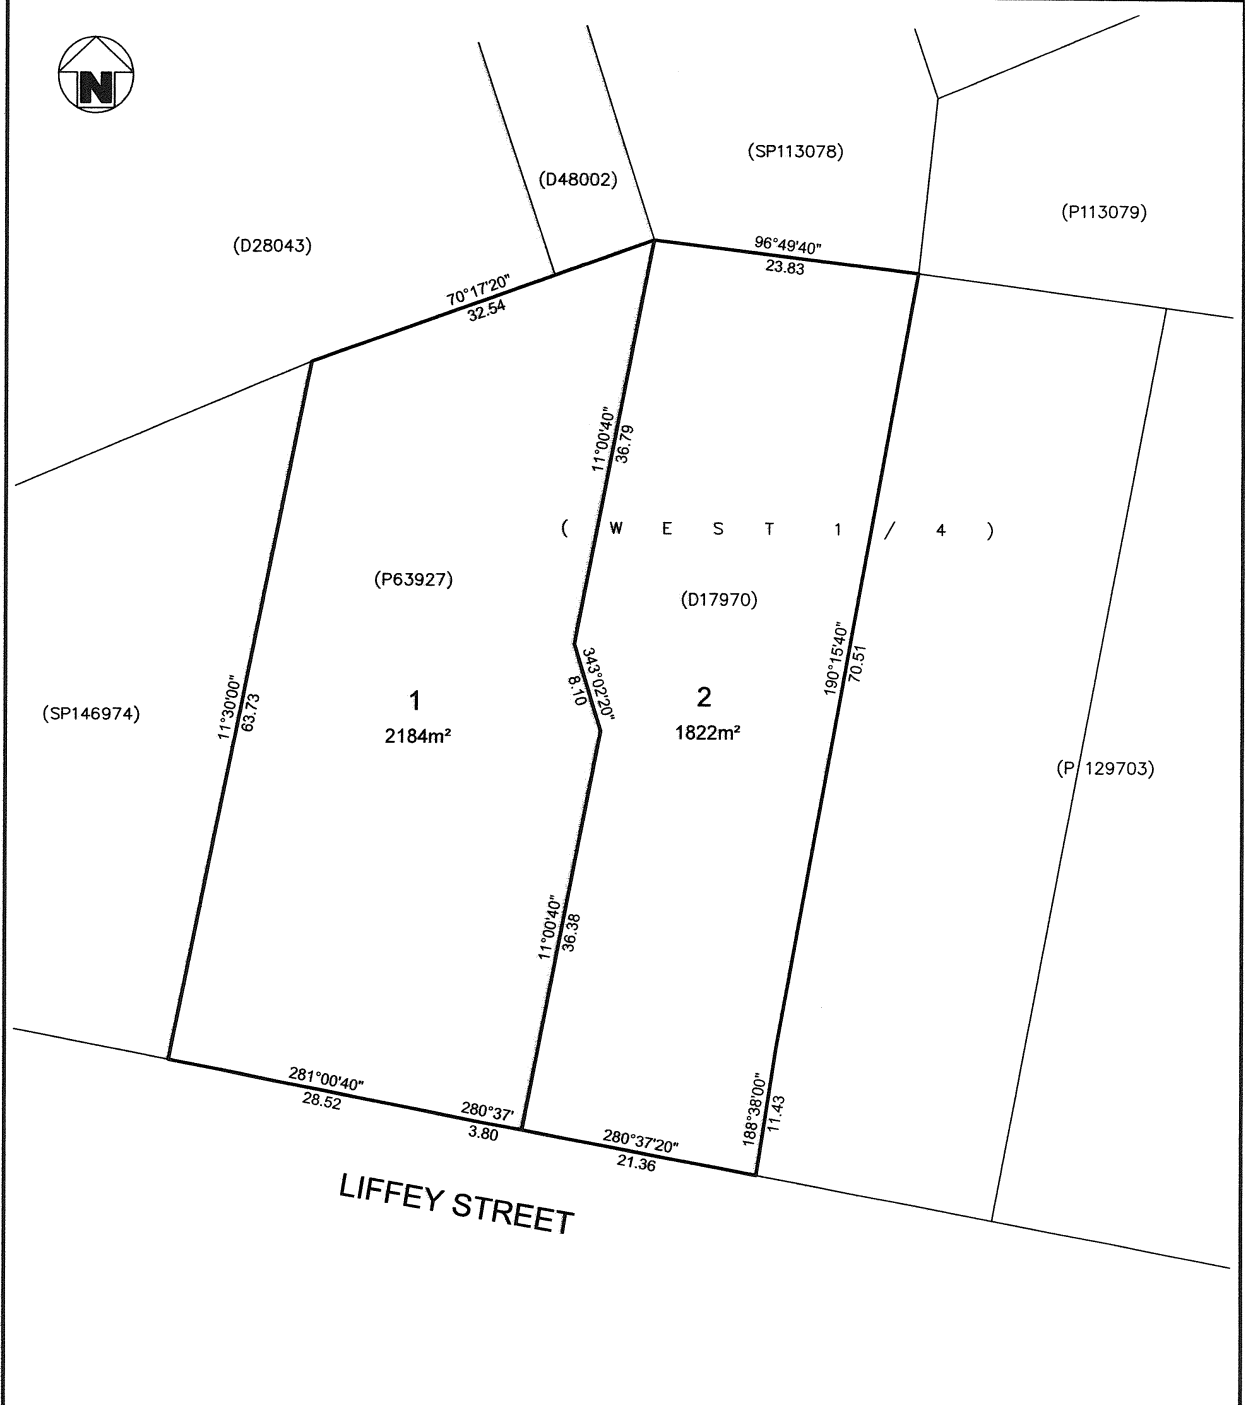 N
(SP113078)
(D48002)
(P113079)
(D28043)
96°49'40"
23.83
70°17'20"
32.54
11°00'40"
36.79
( WEST 1/4 )
(P63927)
(D17970)
190°15'40"
70.51
343°02'20"
8.10
11°30'00"
63.73
1
2184m²
2
1822m²
(SP146974)
(P 129703)
11°00'40"
36.38
281°00'40"
28.52
280°37'
3.80
280°37'20"
21.36
188°38'00"
11.43
LIFFEY STREET